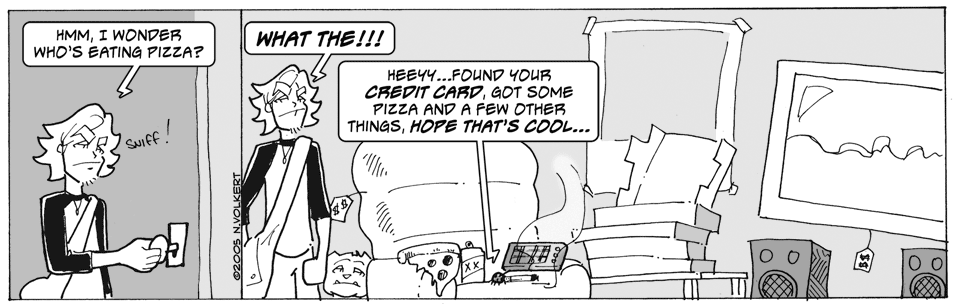 HMM, I WONDER
WHO'S EATING PIZZA?
SNIFF!
WHAT THE!!!
HEEYY...FOUND YOUR
CREDIT CARD, GOT SOME
PIZZA AND A FEW OTHER
THINGS, HOPE THAT'S COOL...
©2005 N.VOLKERT
$$
XX
$$